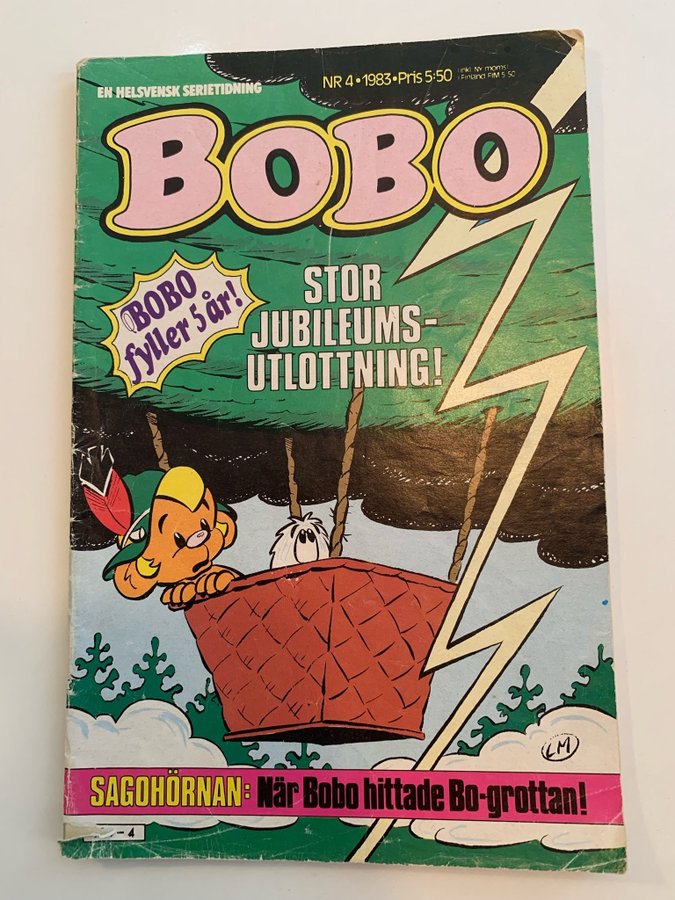 EN HELSVENSK SERIETIDNING
NR 4•1983•Pris 5:50
(inkl. Ny moms)
(Finland FIM 5.50
BOBO
BOBO
fyller 5 år!
STOR
JUBILEUMS-
UTLOTTNING!
LM
SAGOHÖRNAN: När Bobo hittade Bo-grottan!
-4